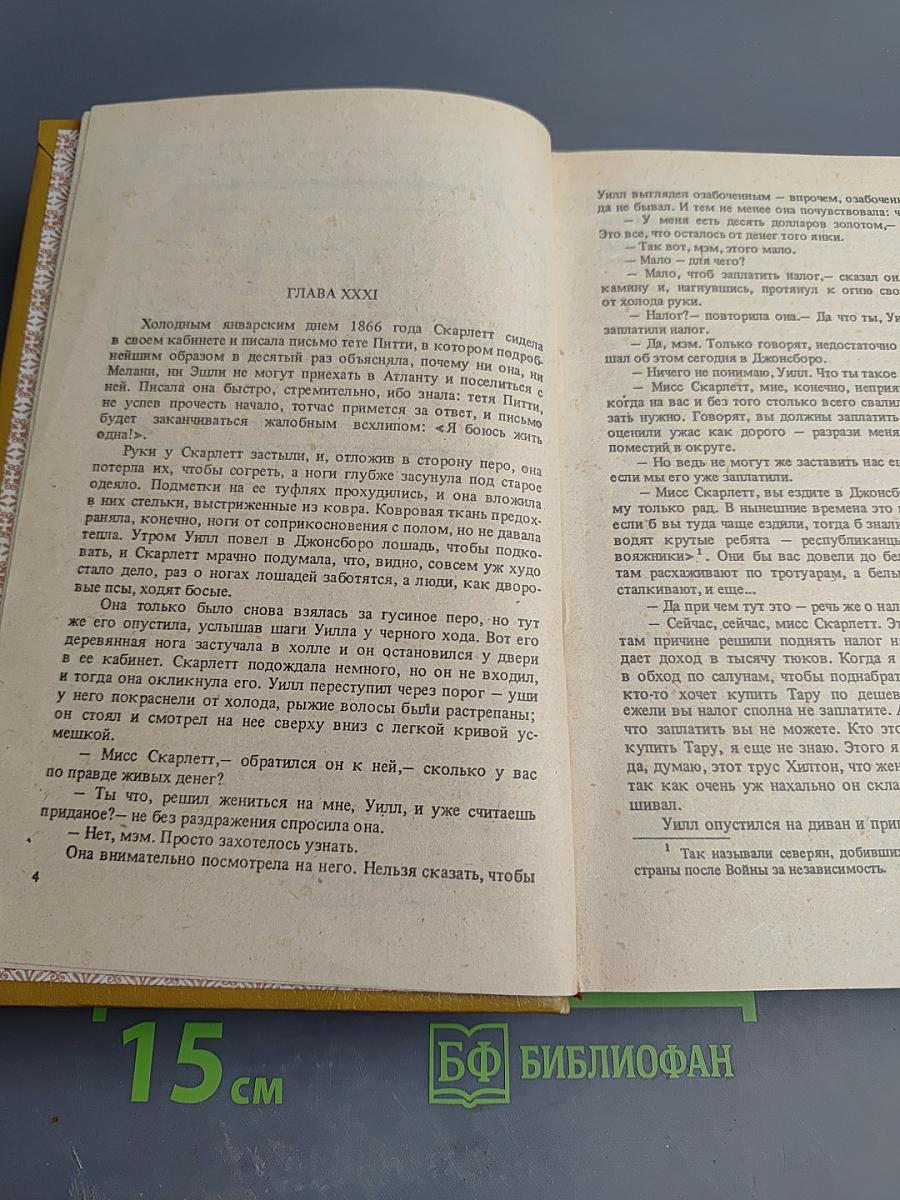 ГЛАВА XXXI
Холодным январским днем 1866 года Скарлетт сидела
в своем кабинете и писала письмо тете Питти, в котором подроб-
нейшим образом в десятый раз объясняла, почему ни она, ни
Мелани, ни Эшли не могут приехать в Атланту и поселиться с
ней. Писала она быстро, стремительно, ибо знала: тетя Питти,
не успев прочесть начало, тотчас примется за ответ, и письмо
будет заканчиваться жалобным всхлипом: «Я боюсь жить
одна!».
Руки у Скарлетт застыли, и, отложив в сторону перо, она
потерла их, чтобы согреть, а ноги глубже засунула под старое
одеяло. Подметки на ее туфлях прохудились, и она вложила
в них стельки, выстриженные из ковра. Ковровая ткань предох-
раняла, конечно, ноги от соприкосновения с полом, но не давала
тепла. Утром Уилл повел в Джонсборо лошадь, чтобы подко-
вать, и Скарлетт мрачно подумала, что, видно, совсем уж худо
стало дело, раз о ногах лошадей заботятся, а люди, как дворо-
вые псы, ходят босые.
Она только было снова взялась за гусиное перо, но тут
же его опустила, услышав шаги Уилла у черного хода. Вот его
деревянная нога застучала в холле и он остановился у двери
в ее кабинет. Скарлетт подождала немного, но он не входил,
и тогда она окликнула его. Уилл переступил через порог — уши
у него покраснели от холода, рыжие волосы были растрепаны;
он стоял и смотрел на нее сверху вниз с легкой кривой ус-
мешкой.
— Мисс Скарлетт,— обратился он к ней,— сколько у вас
по правде живых денег?
— Ты что, решил жениться на мне, Уилл, и уже считаешь
приданое?— не без раздражения спросила она.
— Нет, мэм. Просто захотелось узнать.
Она внимательно посмотрела на него. Нельзя сказать, чтобы
4
Уилл выглядел озабоченным — впрочем, озабочен
да не бывал. И тем не менее она почувствовала:
— У меня есть десять долларов золотом,—
Это все, что осталось от денег того янки.
— Так вот, мэм, этого мало.
— Мало — для чего?
— Мало, чтоб заплатить налог,— сказал он
камину и, нагнувшись, протянул к огню сво
от холода руки.
— Налог?— повторила она.— Да что ты, Уи
заплатили налог.
— Да, мэм. Только говорят, недостаточно
шал об этом сегодня в Джонсборо.
— Ничего не понимаю, Уилл. Что ты такое
— Мисс Скарлетт, мне, конечно, неприят
когда на вас и без того столько всего свалил
зать нужно. Говорят, вы должны заплатить
оценили ужас как дорого — разрази меня
поместий в округе.
— Но ведь не могут же заставить нас ещ
если мы его уже заплатили.
— Мисс Скарлетт, вы ездите в Джонсб
му только рад. В нынешние времена это
если б вы туда чаще ездили, тогда б знали
водят крутые ребята — республиканцы
вояжники»¹. Они бы вас довели до бел
там расхаживают по тротуарам, а белы
сталкивают, и еще...
— Да при чем тут это — речь же о нал
— Сейчас, сейчас, мисс Скарлетт. Э
там причине решили поднять налог н
дает доход в тысячу тюков. Когда я
в обход по салунам, чтобы поднабрат
кто-то хочет купить Тару по дешев
ежели вы налог сполна не заплатите. А
что заплатить вы не можете. Кто это
купить Тару, я еще не знаю. Этого я
да, думаю, этот трус Хилтон, что жен
так как очень уж нахально он скла
шивал.
Уилл опустился на диван и прин
¹ Так называли северян, добивших
страны после Войны за независимость.
15 см
БФ БИБЛИОФАН